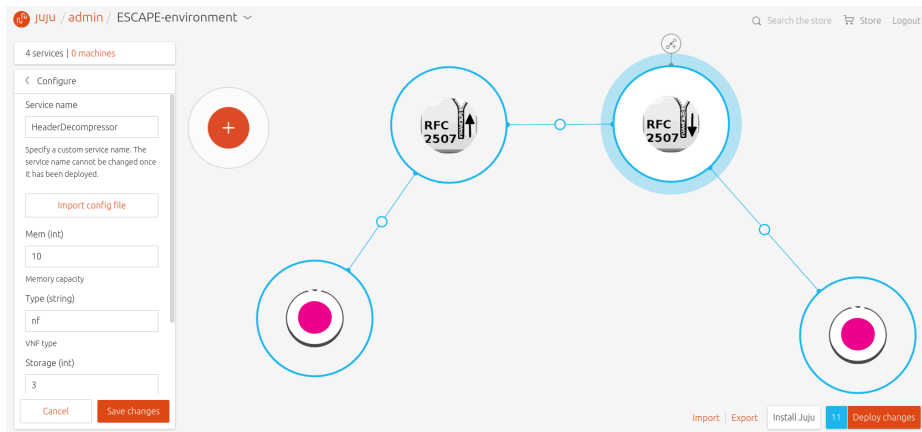 juju / admin / ESCAPE-environment
Search the store
Store
Logout
4 services | 0 machines
Configure
Service name
HeaderDecompressor
Specify a custom service name. The
service name cannot be changed once
it has been deployed.
Import config file
Mem (int)
10
Memory capacity
Type (string)
nf
VNF type
Storage (int)
3
Cancel
Save changes
+
RFC
2507
RFC
2507
Import | Export
Install Juju
11
Deploy changes